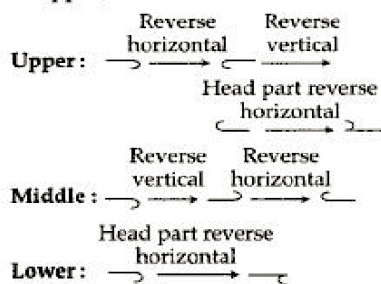 Reverse Reverse
horizontal vertical
Upper :
Head part reverse
horizontal
Reverse Reverse
vertical horizontal
Middle :
Head part reverse
horizontal
Lower :